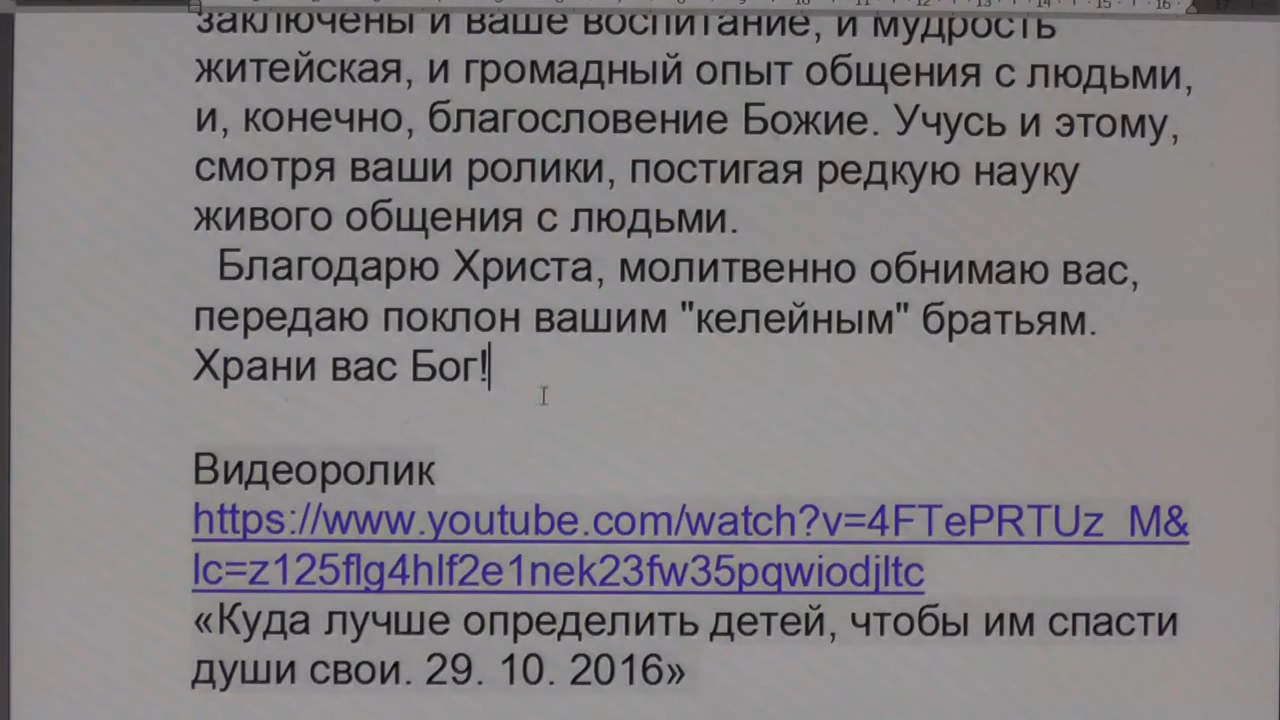 заключены и ваше воспитание, и мудрость
житейская, и громадный опыт общения с людьми,
и, конечно, благословение Божие. Учусь и этому,
смотря ваши ролики, постигая редкую науку
живого общения с людьми.
Благодарю Христа, молитвенно обнимаю вас,
передаю поклон вашим "келейным" братьям.
Храни вас Бог!
Видеоролик
https://www.youtube.com/watch?v=4FTePRTUz_M&
lc=z125flg4hlf2e1nek23fw35pqwiodjltc
«Куда лучше определить детей, чтобы им спасти
души свои. 29. 10. 2016»